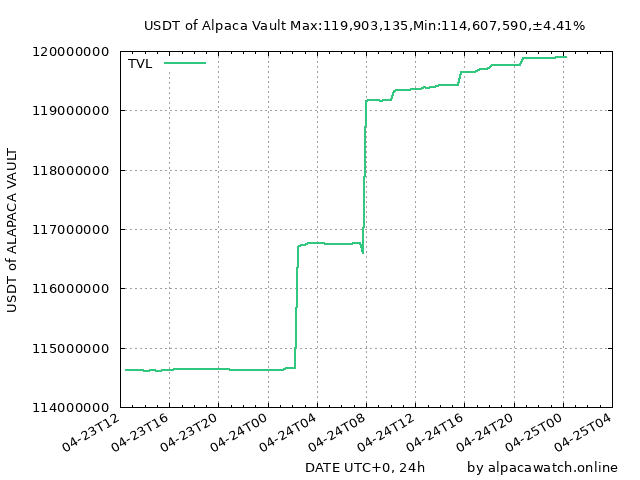 USDT of Alpaca Vault Max:119,903,135,Min:114,607,590,±4.41%
TVL
120000000
119000000
118000000
117000000
116000000
115000000
114000000
USDT of ALAPACA VAULT
04-23T12
04-23T16
04-23T20
04-24T00
04-24T04
04-24T08
04-24T12
04-24T16
04-24T20
04-25T00
04-25T04
DATE UTC+0, 24h
by alpacawatch.online